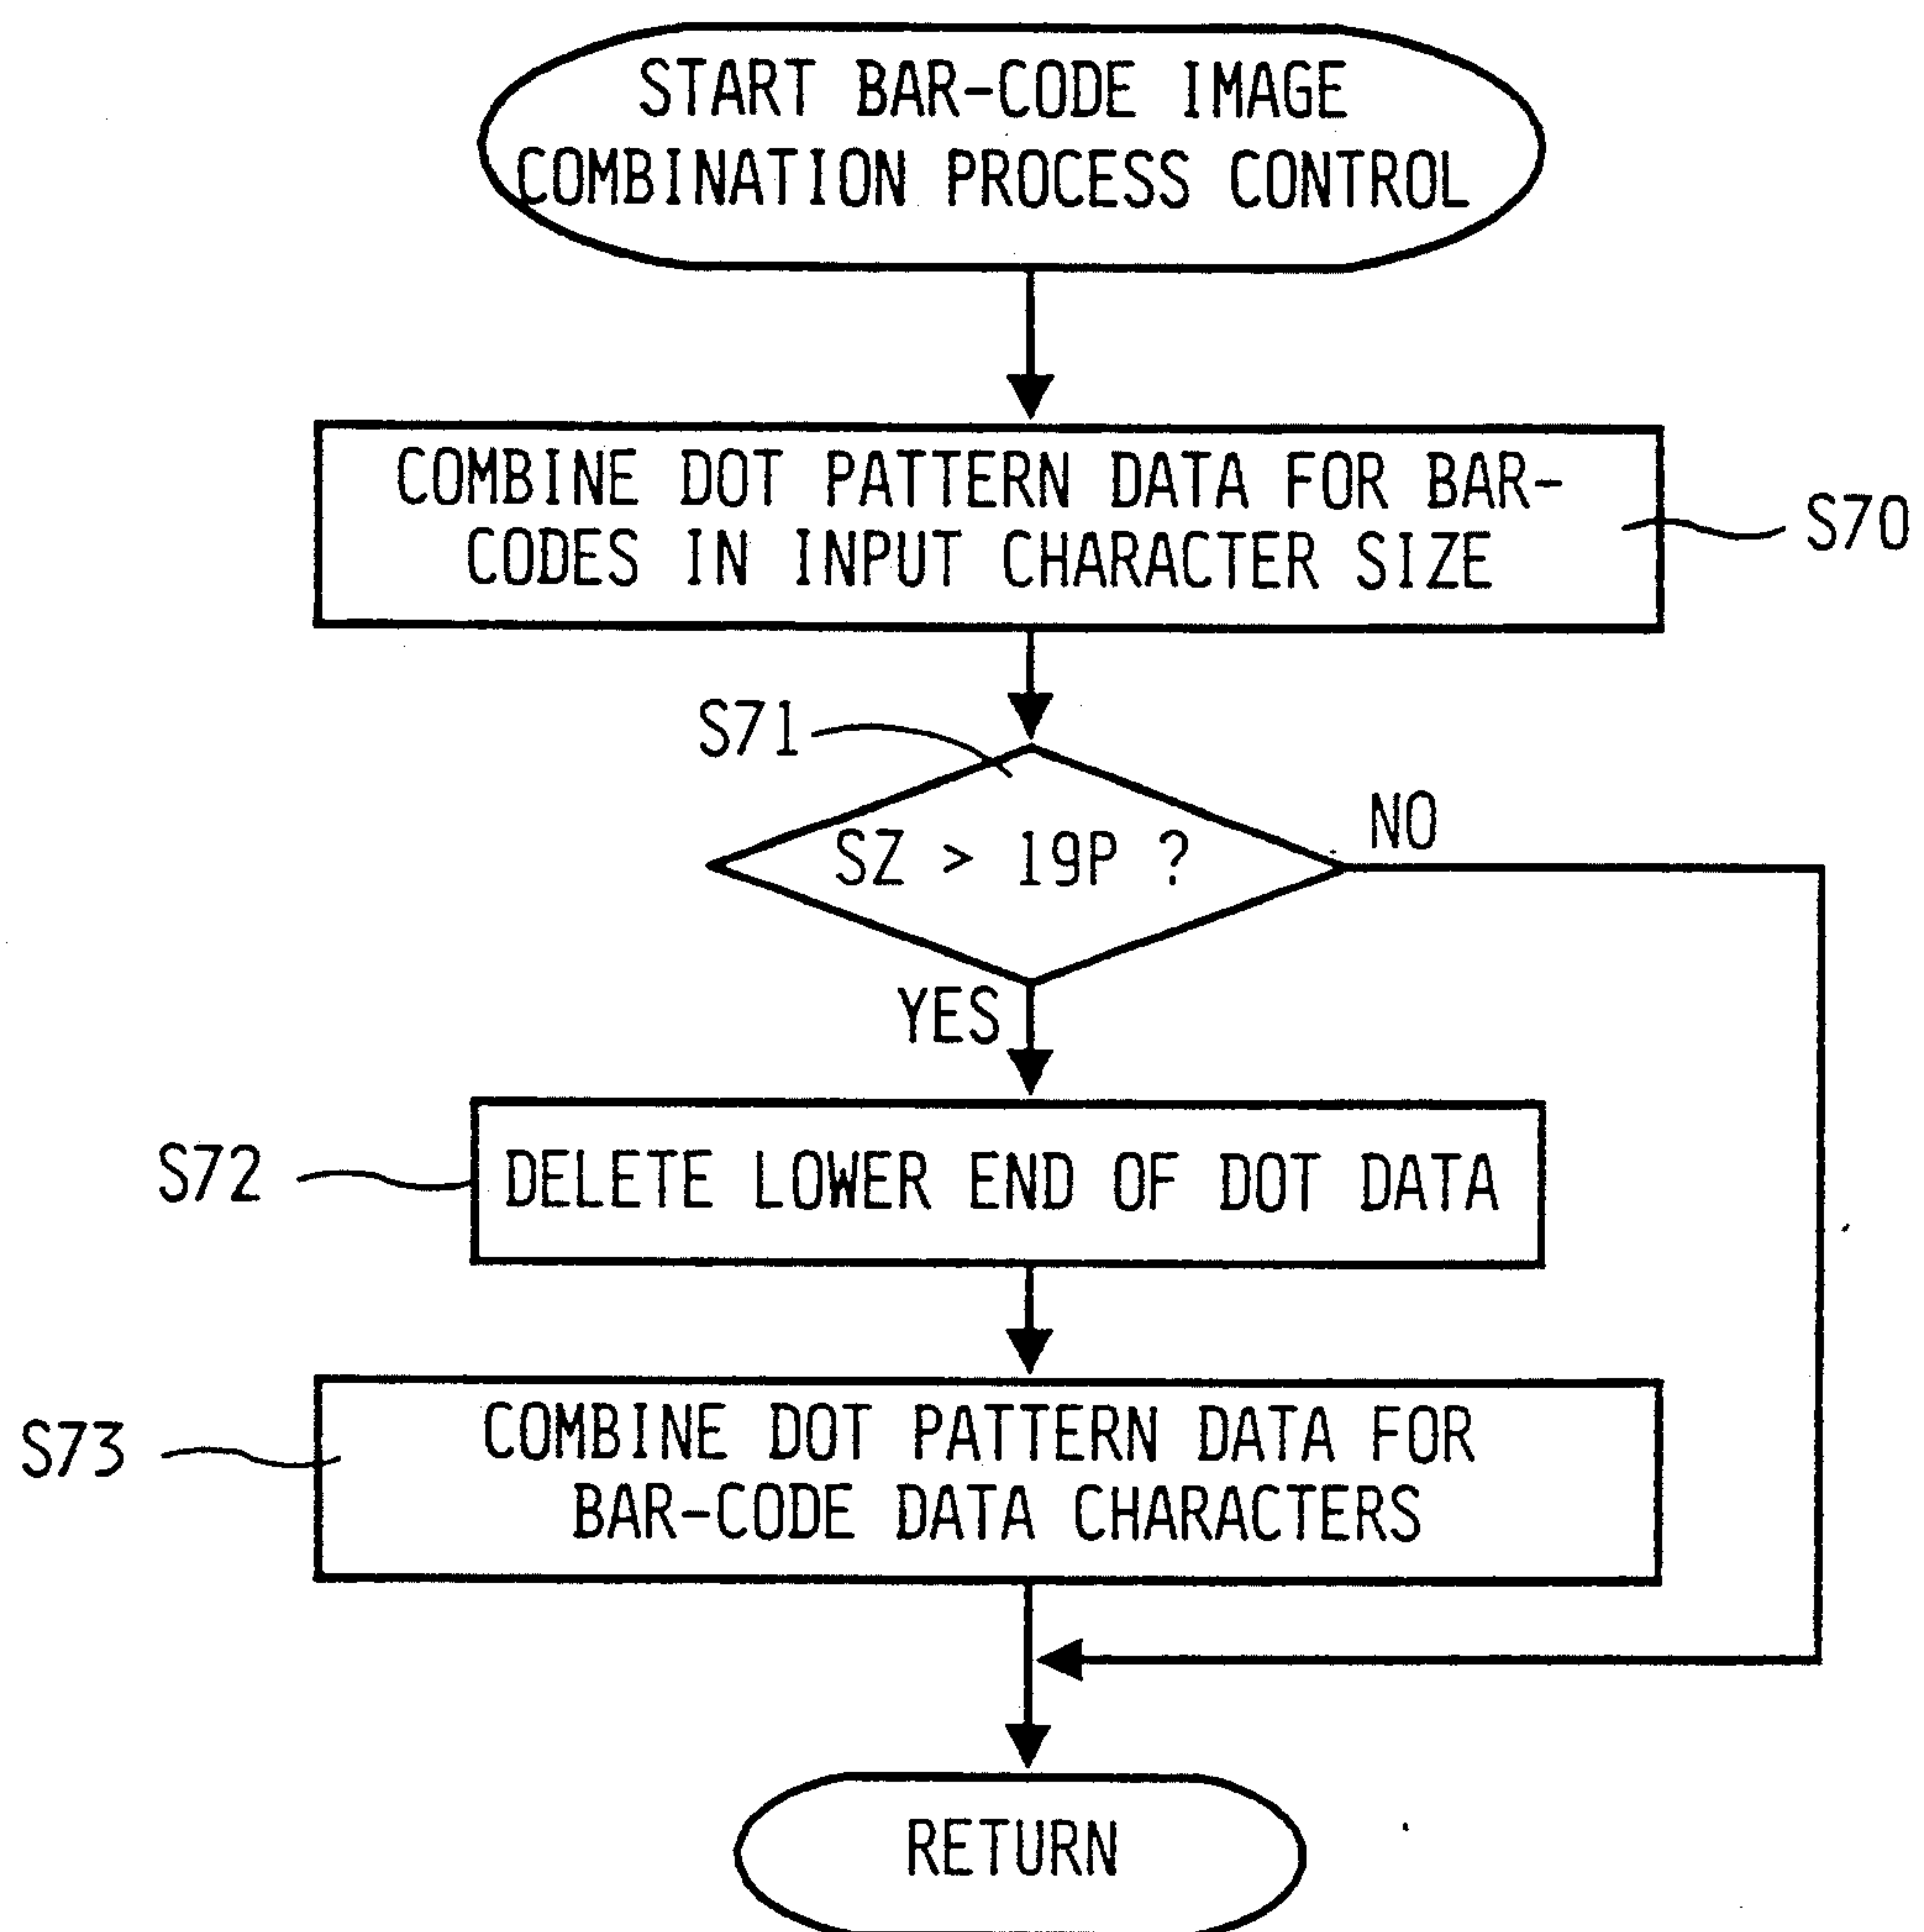 START BAR-CODE IMAGE
COMBINATION PROCESS CONTROL
COMBINE DOT PATTERN DATA FOR BAR-
CODES IN INPUT CHARACTER SIZE
S70
S71
SZ > 19P ?
NO
YES
S72
DELETE LOWER END OF DOT DATA
S73
COMBINE DOT PATTERN DATA FOR
BAR-CODE DATA CHARACTERS
RETURN